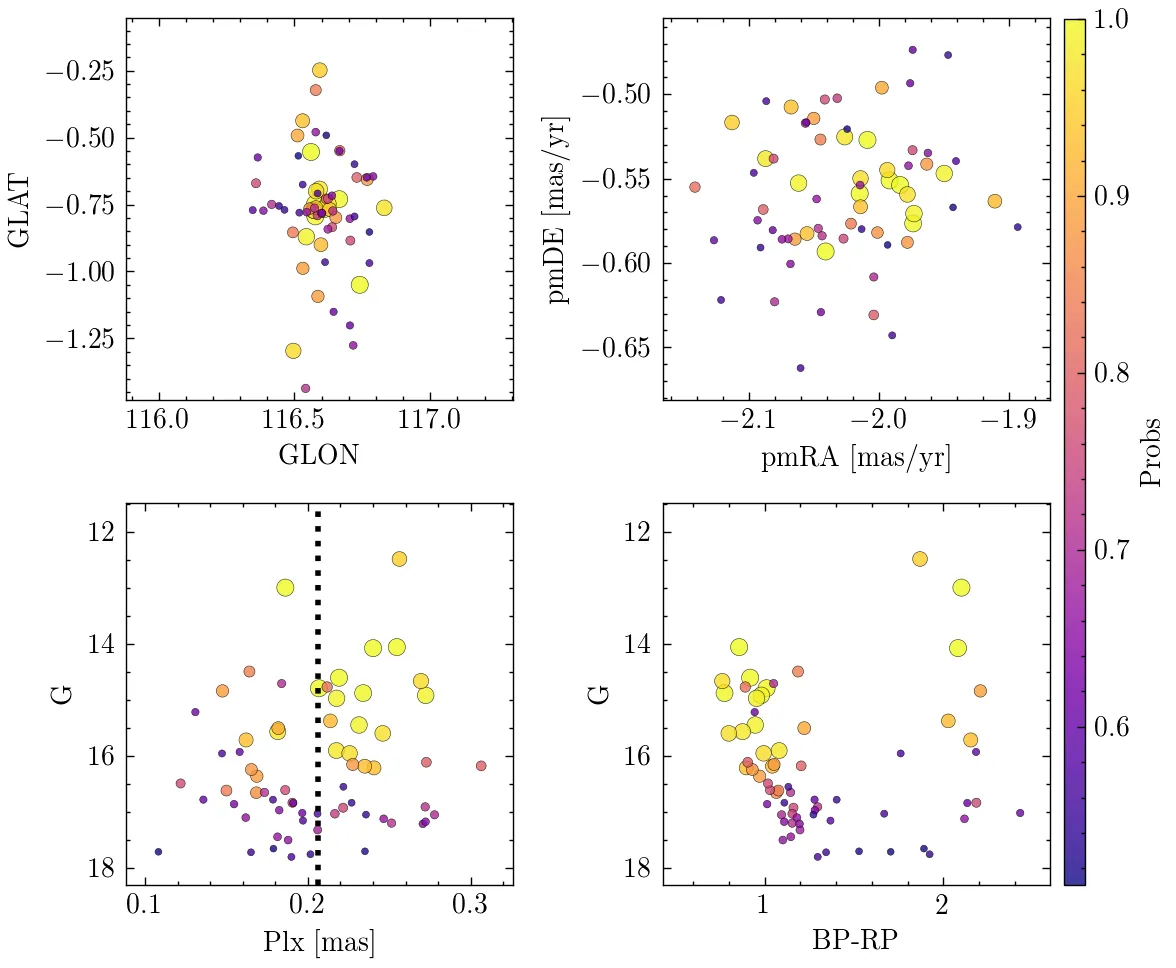 −0.25
−0.50
−0.75
−1.00
−1.25
GLAT
116.0 116.5 117.0
GLON
−0.50
−0.55
−0.60
−0.65
pmDE [mas/yr]
−2.1 −2.0 −1.9
pmRA [mas/yr]
12
14
16
18
G
0.1 0.2 0.3
Plx [mas]
12
14
16
18
G
1 2
BP-RP
1.0
0.9
0.8
0.7
0.6
Probs